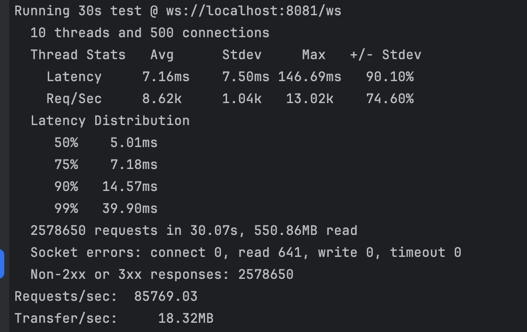 Running 30s test @ ws://localhost:8081/ws
  10 threads and 500 connections
  Thread Stats   Avg      Stdev     Max   +/- Stdev
    Latency     7.16ms    7.50ms 146.69ms   90.10%
    Req/Sec     8.62k     1.04k   13.02k    74.60%
  Latency Distribution
     50%    5.01ms
     75%    7.18ms
     90%   14.57ms
     99%   39.90ms
  2578650 requests in 30.07s, 550.86MB read
  Socket errors: connect 0, read 641, write 0, timeout 0
  Non-2xx or 3xx responses: 2578650
Requests/sec:  85769.03
Transfer/sec:     18.32MB